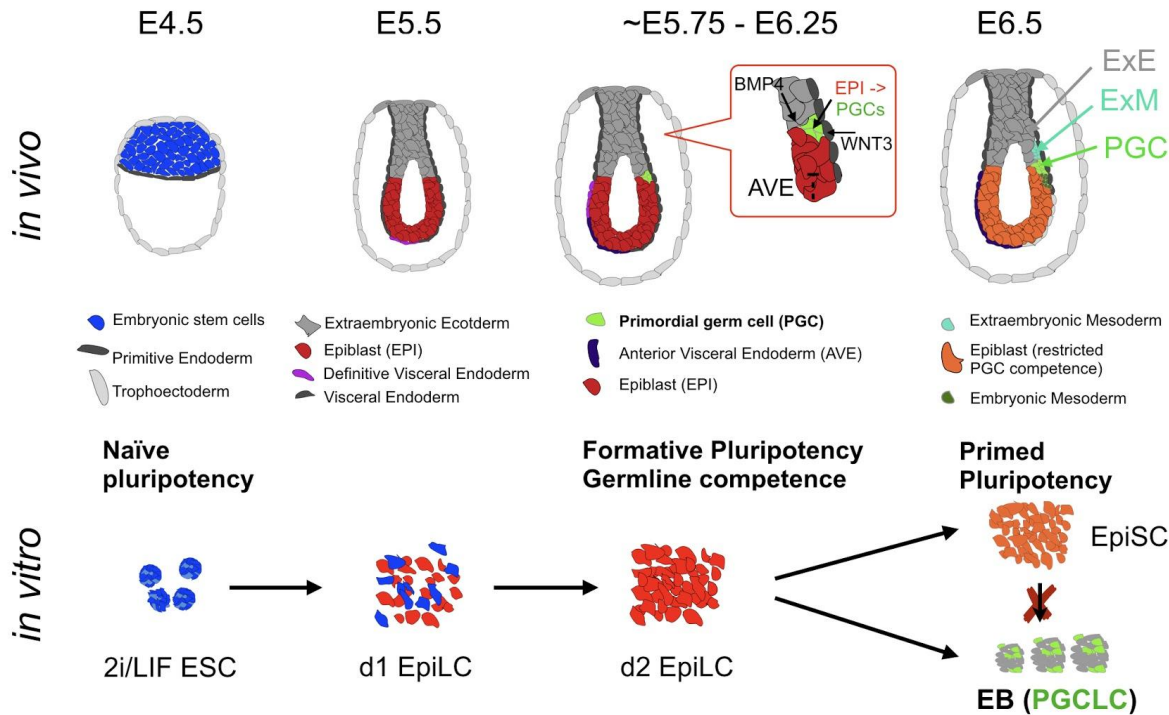 E4.5
E5.5
~E5.75 - E6.25
E6.5
in vivo
BMP4
EPI ->
PGCs
WNT3
AVE
ExE
ExM
PGC
Embryonic stem cells
Primitive Endoderm
Trophoectoderm
Extraembryonic Ecotderm
Epiblast (EPI)
Definitive Visceral Endoderm
Visceral Endoderm
Primordial germ cell (PGC)
Anterior Visceral Endoderm (AVE)
Epiblast (EPI)
Extraembryonic Mesoderm
Epiblast (restricted
PGC competence)
Embryonic Mesoderm
Naïve
pluripotency
Formative Pluripotency
Germline competence
Primed
Pluripotency
in vitro
2i/LIF ESC
d1 EpiLC
d2 EpiLC
EpiSC
EB (PGCLC)